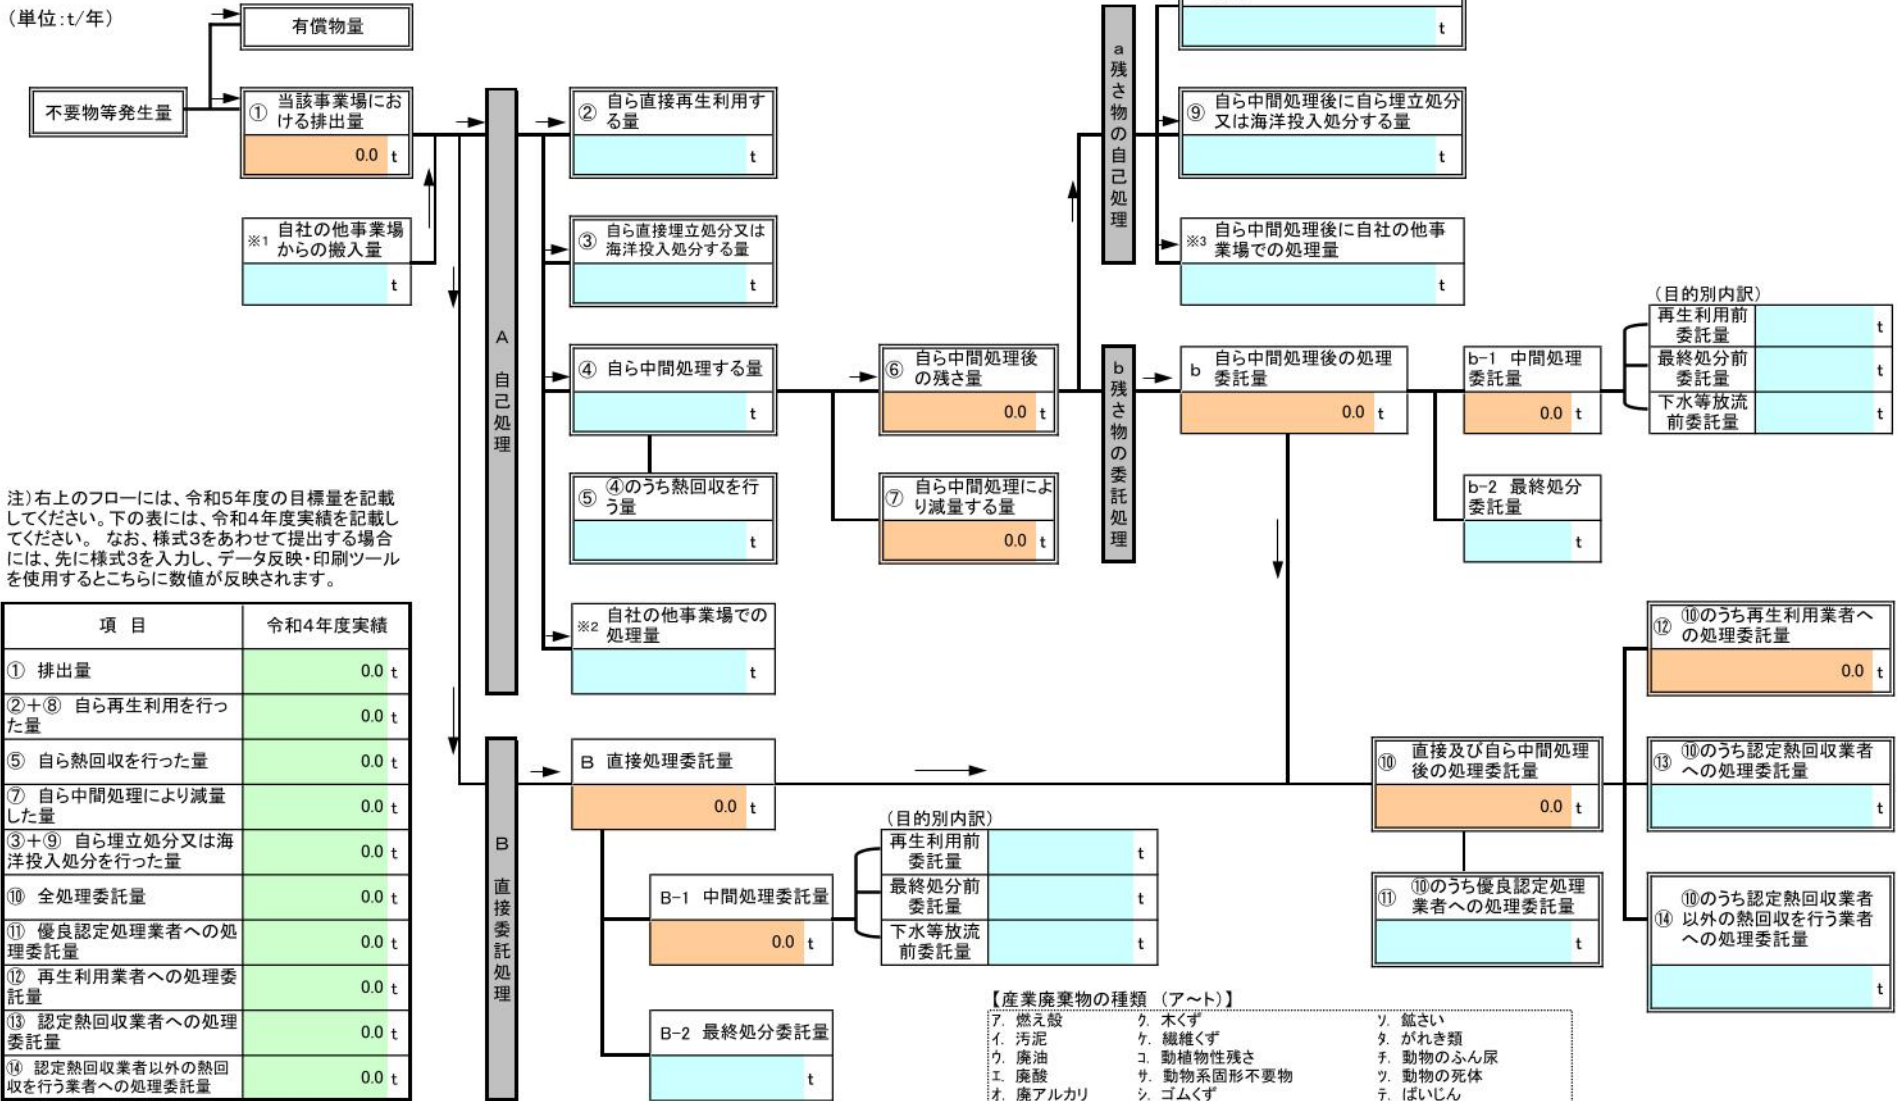 (単位:t/年)
有償物量
不要物等発生量
① 当該事業場にお
ける排出量
0.0 t
※1 自社の他事業場
からの搬入量
t
A 自己処理
② 自ら直接再生利用す
る量
t
③ 自ら直接埋立処分又は
海洋投入処分する量
t
④ 自ら中間処理する量
t
⑤ ④のうち熱回収を行
う量
t
※2 自社の他事業場での
処理量
t
⑥ 自ら中間処理後
の残さ量
0.0 t
⑦ 自ら中間処理によ
り減量する量
0.0 t
a 残さ物の自己処理
t
⑨ 自ら中間処理後に自ら埋立処分
又は海洋投入処分する量
t
※3 自ら中間処理後に自社の他事
業場での処理量
t
b 残さ物の委託処理
b 自ら中間処理後の処理
委託量
0.0 t
b-1 中間処理
委託量
0.0 t
b-2 最終処分
委託量
t
(目的別内訳)
再生利用前
委託量
t
最終処分前
委託量
t
下水等放流
前委託量
t
注)右上のフローには、令和5年度の目標量を記載
してください。下の表には、令和4年度実績を記載し
てください。 なお、様式3をあわせて提出する場合
には、先に様式3を入力し、データ反映・印刷ツール
を使用するとこちらに数値が反映されます。
項 目 令和4年度実績
① 排出量 0.0 t
②+⑧ 自ら再生利用を行っ
た量 0.0 t
⑤ 自ら熱回収を行った量 0.0 t
⑦ 自ら中間処理により減量
した量 0.0 t
③+⑨ 自ら埋立処分又は海
洋投入処分を行った量 0.0 t
⑩ 全処理委託量 0.0 t
⑪ 優良認定処理業者への処
理委託量 0.0 t
⑫ 再生利用業者への処理委
託量 0.0 t
⑬ 認定熱回収業者への処理
委託量 0.0 t
⑭ 認定熱回収業者以外の熱回
収を行う業者への処理委託量 0.0 t
B 直接委託処理
B 直接処理委託量
0.0 t
B-1 中間処理委託量
0.0 t
B-2 最終処分委託量
t
(目的別内訳)
再生利用前
委託量
t
最終処分前
委託量
t
下水等放流
前委託量
t
⑩ 直接及び自ら中間処理
後の処理委託量
0.0 t
⑪ ⑩のうち優良認定処理
業者への処理委託量
t
⑫ ⑩のうち再生利用業者へ
の処理委託量
0.0 t
⑬ ⑩のうち認定熱回収業者
への処理委託量
t
⑭ ⑩のうち認定熱回収業者
以外の熱回収を行う業者
への処理委託量
t
【産業廃棄物の種類 (ア~ト)】
ア. 燃え殻 ク. 木くず ソ. 鉱さい
イ. 汚泥 ケ. 繊維くず タ. がれき類
ウ. 廃油 コ. 動植物性残さ チ. 動物のふん尿
エ. 廃酸 サ. 動物系固形不要物 ツ. 動物の死体
オ. 廃アルカリ シ. ゴムくず テ. ばいじん